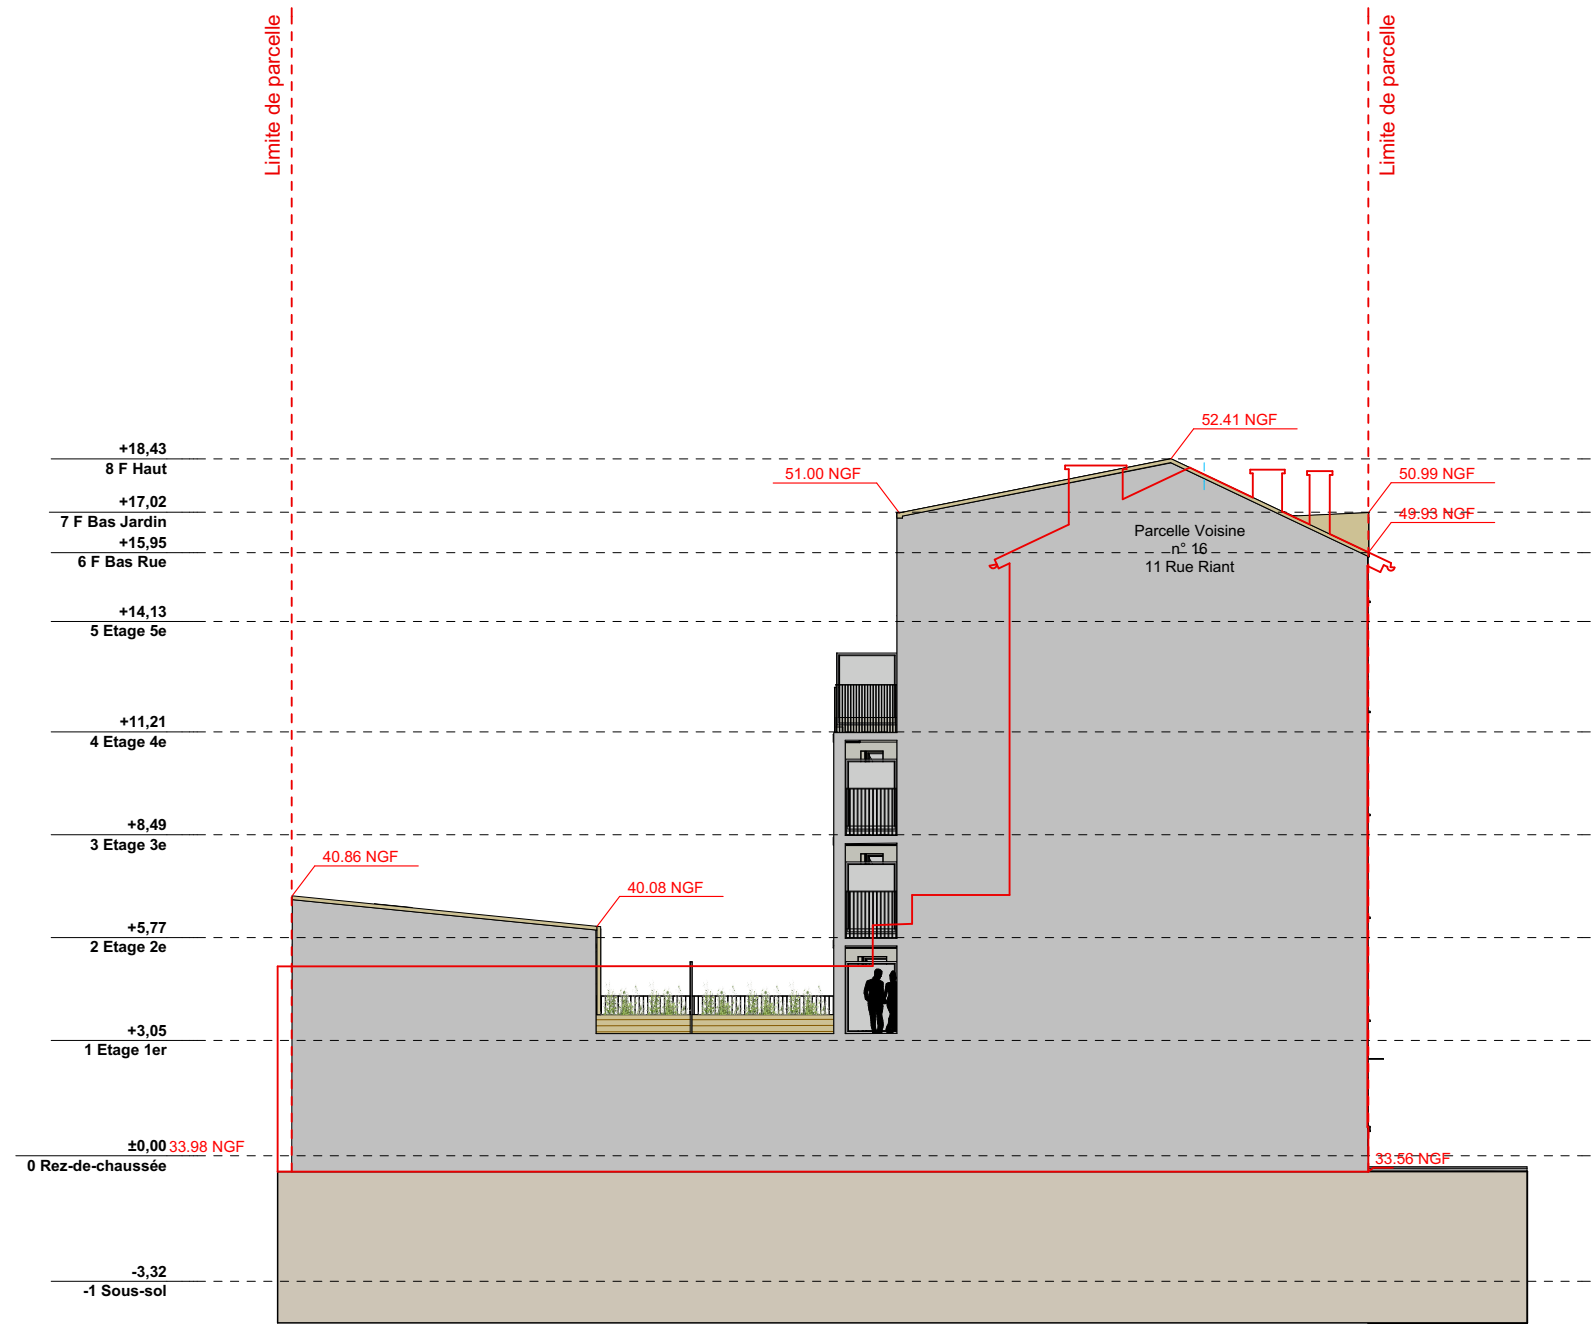 Limite de parcelle
Limite de parcelle
52.41 NGF
+18,43
8 F Haut
51.00 NGF
50.99 NGF
+17,02
7 F Bas Jardin
49.93 NGF
Parcelle Voisine
n° 16
11 Rue Riant
+15,95
6 F Bas Rue
+14,13
5 Etage 5e
+11,21
4 Etage 4e
+8,49
3 Etage 3e
40.86 NGF
40.08 NGF
+5,77
2 Etage 2e
+3,05
1 Etage 1er
±0,00
33.98 NGF
0 Rez-de-chaussée
33.56 NGF
-3,32
-1 Sous-sol